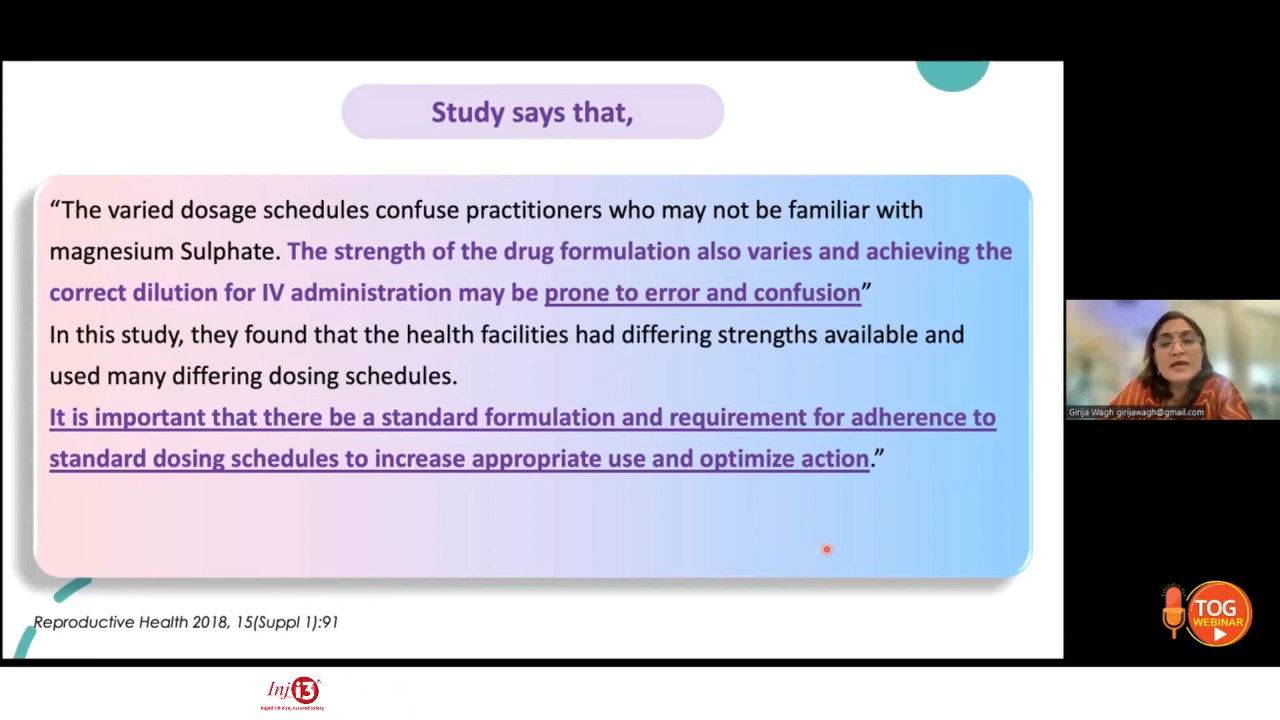 Study says that,
“The varied dosage schedules confuse practitioners who may not be familiar with
magnesium Sulphate. The strength of the drug formulation also varies and achieving the
correct dilution for IV administration may be prone to error and confusion”
In this study, they found that the health facilities had differing strengths available and
used many differing dosing schedules.
It is important that there be a standard formulation and requirement for adherence to
standard dosing schedules to increase appropriate use and optimize action.”
Reproductive Health 2018, 15(Suppl 1):91
Girija Wagh girijawagh@gmail.com
TOG
WEBINAR
Inj i3